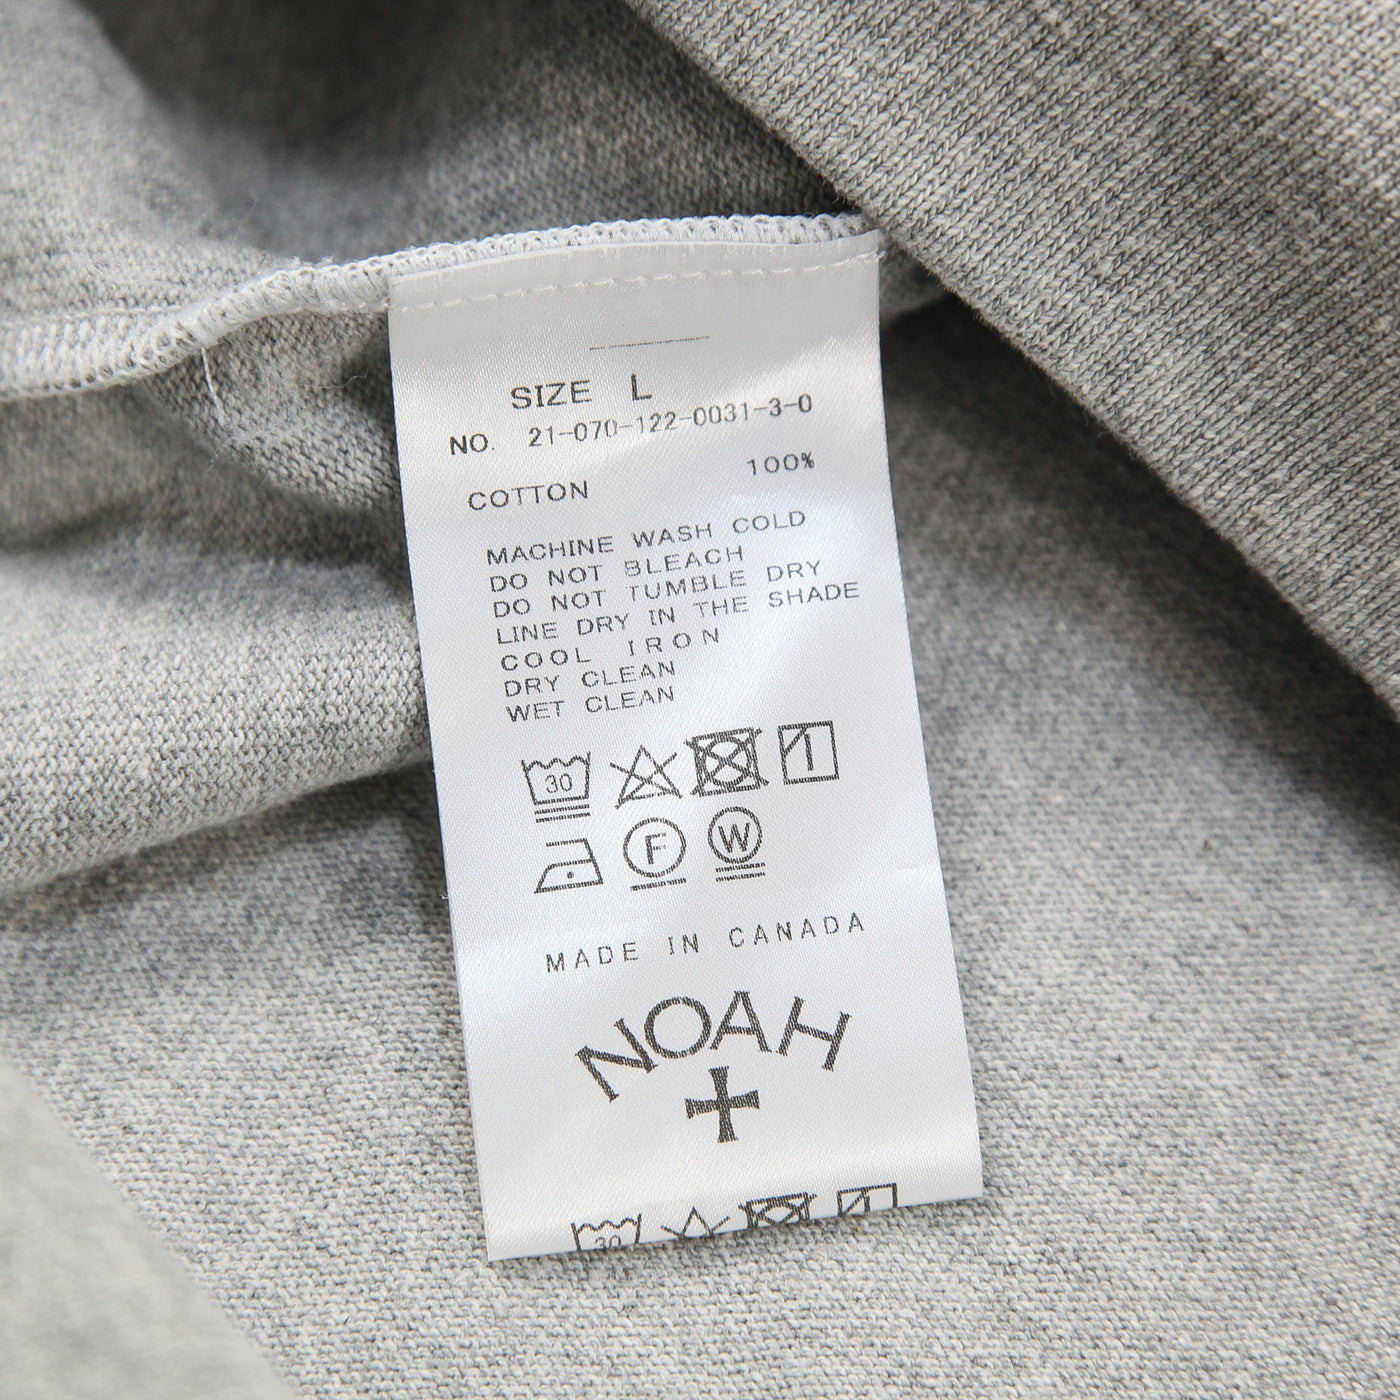 SIZE L
NO. 21-070-122-0031-3-0
100%
COTTON
MACHINE WASH COLD
DO NOT BLEACH
DO NOT TUMBLE DRY
LINE DRY IN THE SHADE
COOL IRON
DRY CLEAN
WET CLEAN
30
F W
MADE IN CANADA
NOAH
30